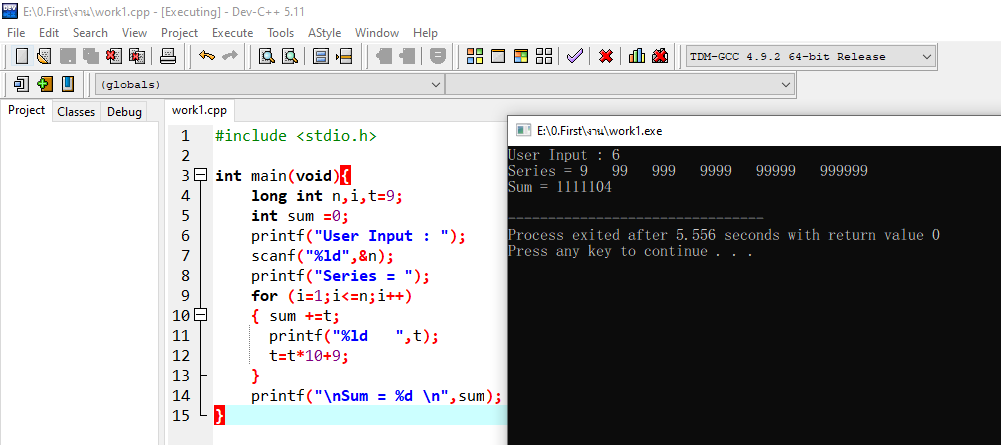 E:\0.First\งาน\work1.cpp - [Executing] - Dev-C++ 5.11
File Edit Search View Project Execute Tools AStyle Window Help
TDM-GCC 4.9.2 64-bit Release
(globals)
Project Classes Debug work1.cpp
1 #include <stdio.h>
2
3 int main(void){
4 long int n,i,t=9;
5 int sum =0;
6 printf("User Input : ");
7 scanf("%ld",&n);
8 printf("Series = ");
9 for (i=1;i<=n;i++)
10 { sum +=t;
11 printf("%ld   ",t);
12 t=t*10+9;
13 }
14 printf("\nSum = %d \n",sum);
15 }
E:\0.First\งาน\work1.exe
User Input : 6
Series = 9   99   999   9999   99999   999999
Sum = 1111104
--------------------------------
Process exited after 5.556 seconds with return value 0
Press any key to continue . . .